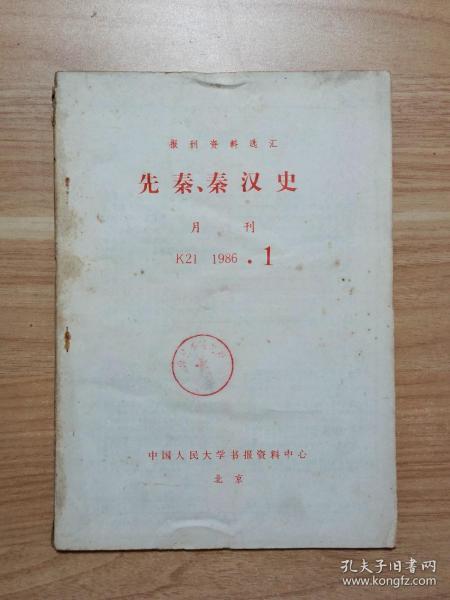 报刊资料选汇
先秦、秦汉史
月刊
K21 1986.1
中国人民大学书报资料中心
北京
孔夫子旧书网
www.kongfz.com